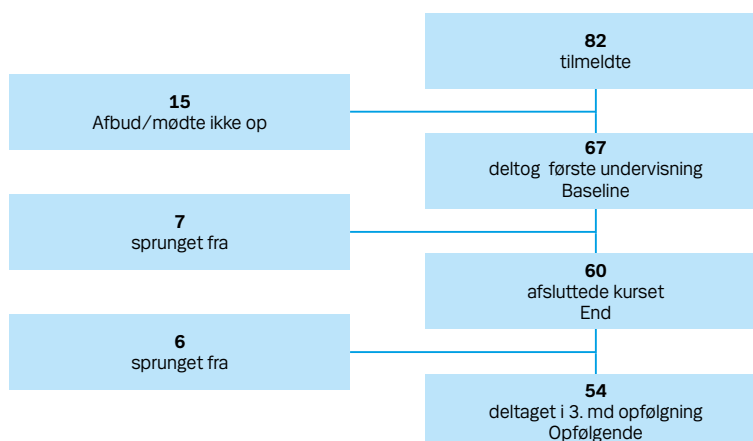 82
tilmeldte
15
Afbud/mødte ikke op
67
deltog første undervisning
Baseline
7
sprunget fra
60
afsluttede kurset
End
6
sprunget fra
54
deltaget i 3. md opfølgning
Opfølgende